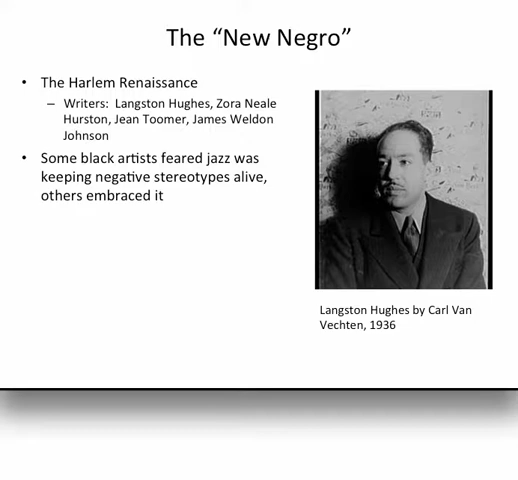 The “New Negro”
• The Harlem Renaissance
– Writers: Langston Hughes, Zora Neale
Hurston, Jean Toomer, James Weldon
Johnson
• Some black artists feared jazz was
keeping negative stereotypes alive,
others embraced it
Langston Hughes by Carl Van
Vechten, 1936